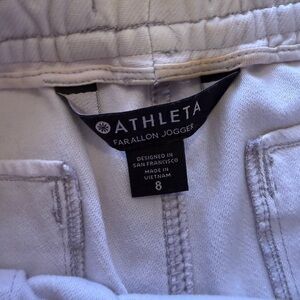 ATHLETA
FARALLON JOGGER
DESIGNED IN
SAN FRANCISCO
MADE IN
VIETNAM
8